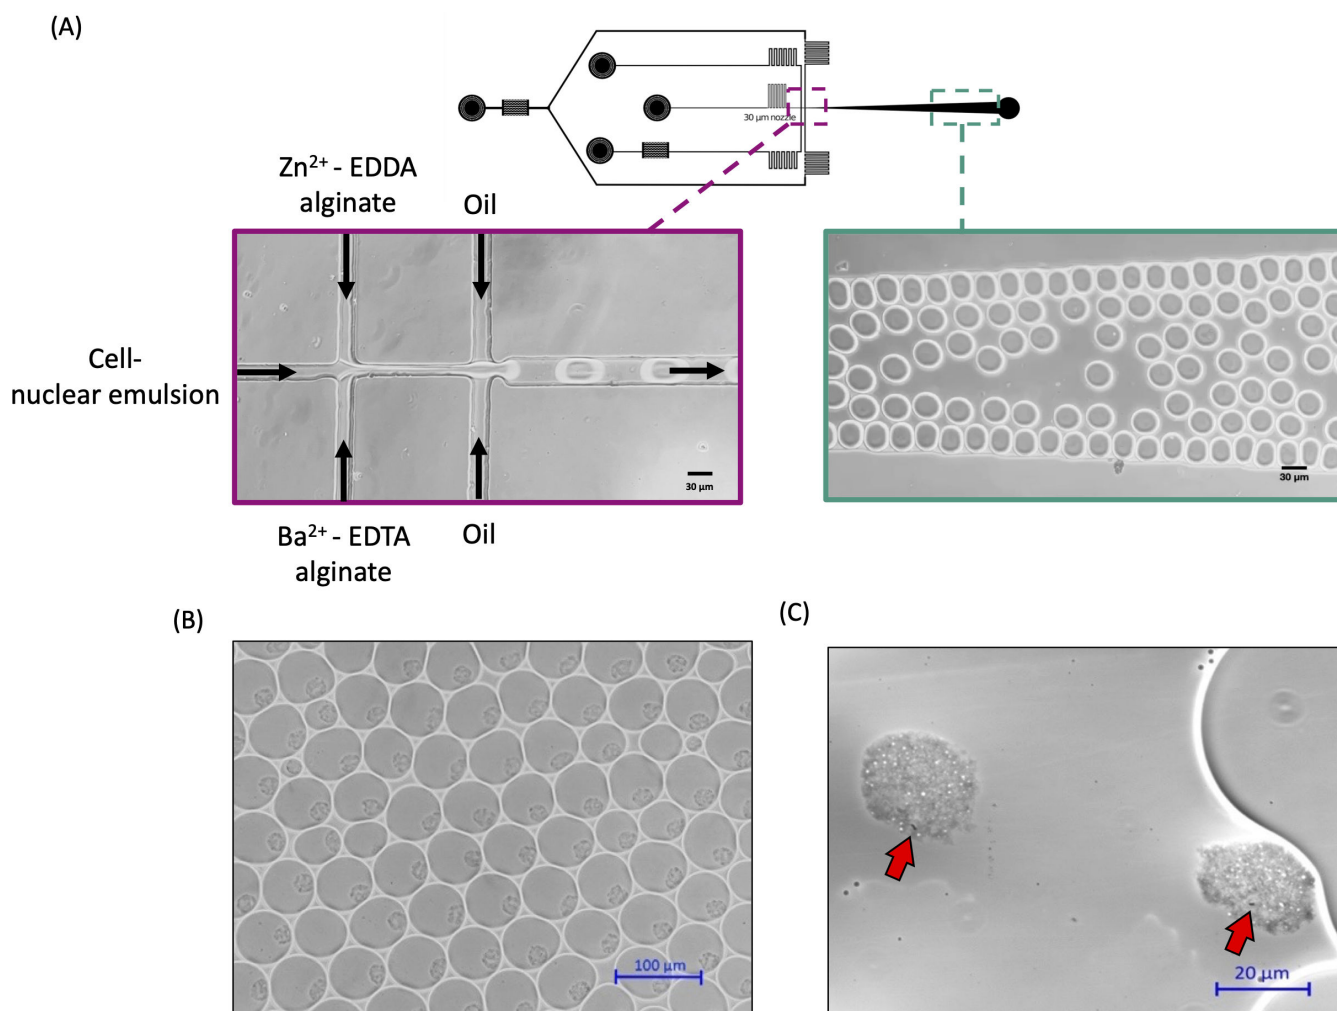 (A)
30 µm nozzle
Zn²⁺ - EDDA
alginate
Oil
Cell-
nuclear emulsion
30 µm
30 µm
Ba²⁺ - EDTA
alginate
Oil
(B)
(C)
100 µm
20 µm